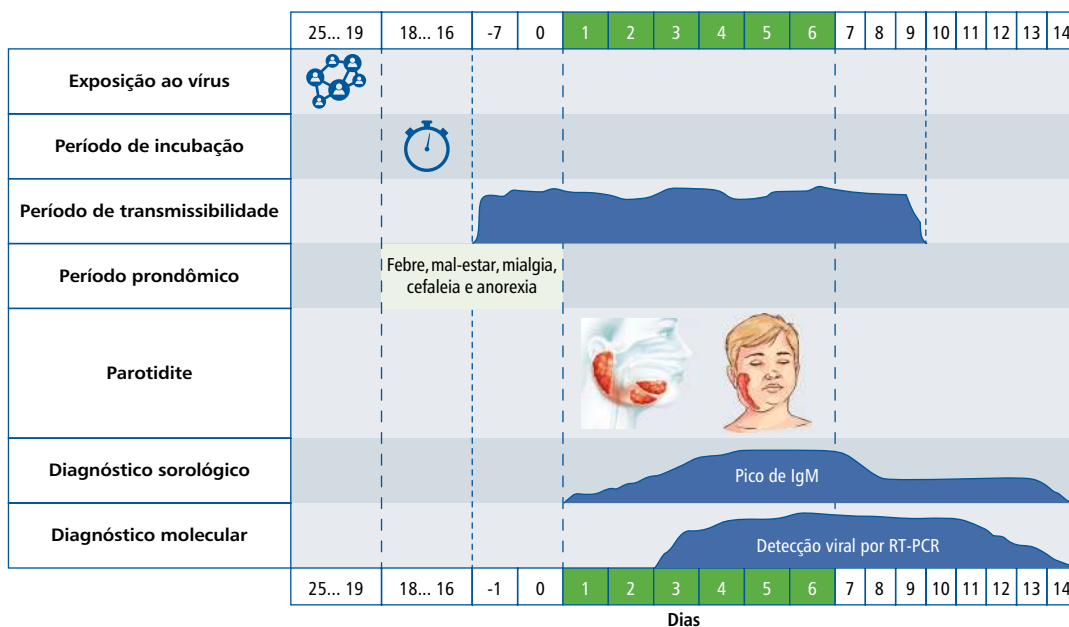 25... 19 18... 16 -7 0 1 2 3 4 5 6 7 8 9 10 11 12 13 14
Exposição ao vírus
Período de incubação
Período de transmissibilidade
Período prondômico
Febre, mal-estar, mialgia,
cefaleia e anorexia
Parotidite
Diagnóstico sorológico
Pico de IgM
Diagnóstico molecular
Detecção viral por RT-PCR
25... 19 18... 16 -1 0 1 2 3 4 5 6 7 8 9 10 11 12 13 14
Dias